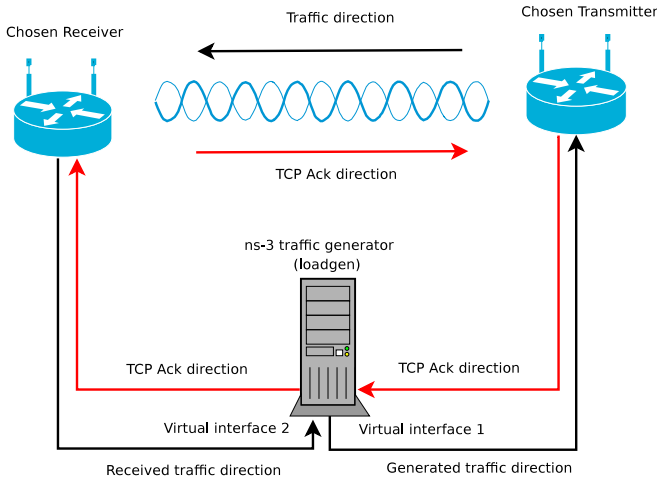 Traffic direction
Chosen Transmitter
Chosen Receiver
TCP Ack direction
ns-3 traffic generator
(loadgen)
TCP Ack direction
TCP Ack direction
Virtual interface 2
Virtual interface 1
Received traffic direction
Generated traffic direction